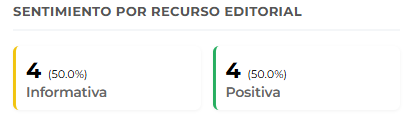 SENTIMIENTO POR RECURSO EDITORIAL
4 (50.0%)
Informativa
4 (50.0%)
Positiva